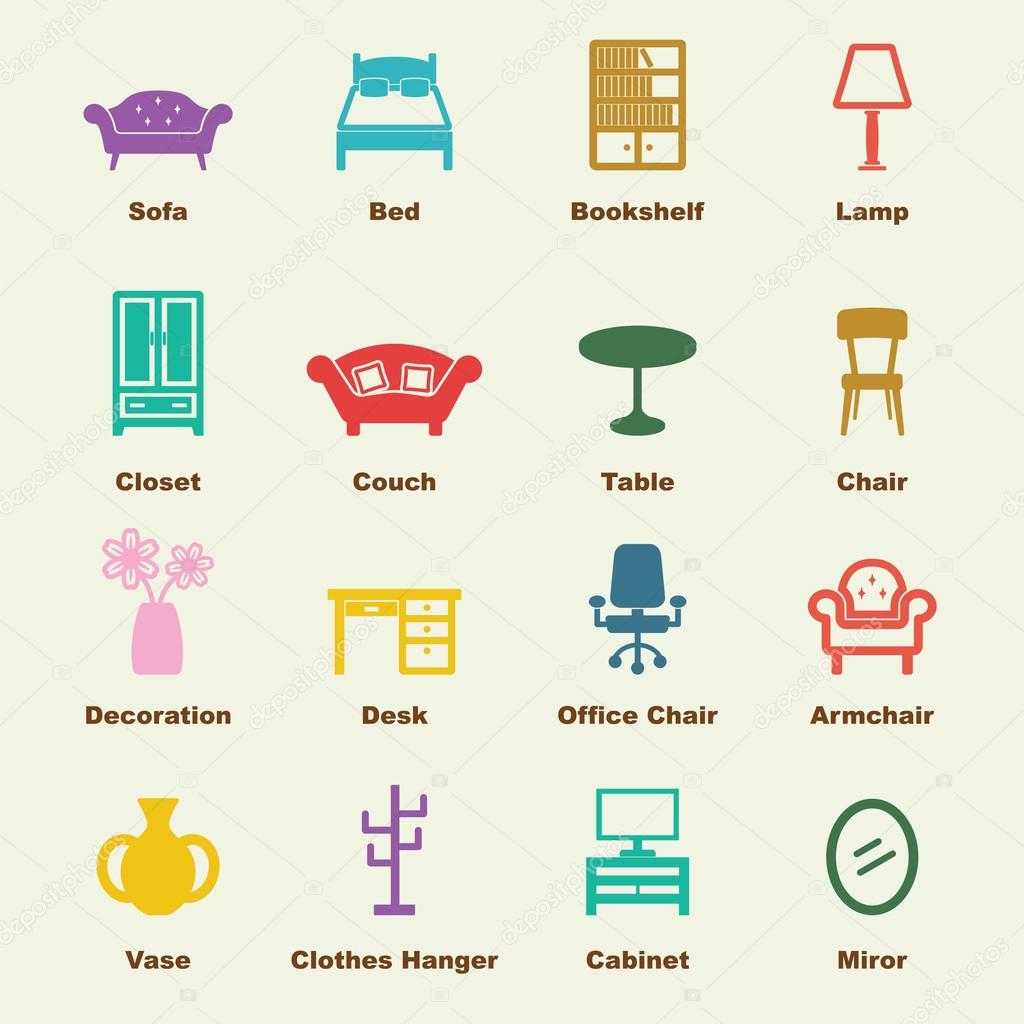 Sofa
Bed
Bookshelf
Lamp
Closet
Couch
Table
Chair
Decoration
Desk
Office Chair
Armchair
Vase
Clothes Hanger
Cabinet
Miror
depositphotos